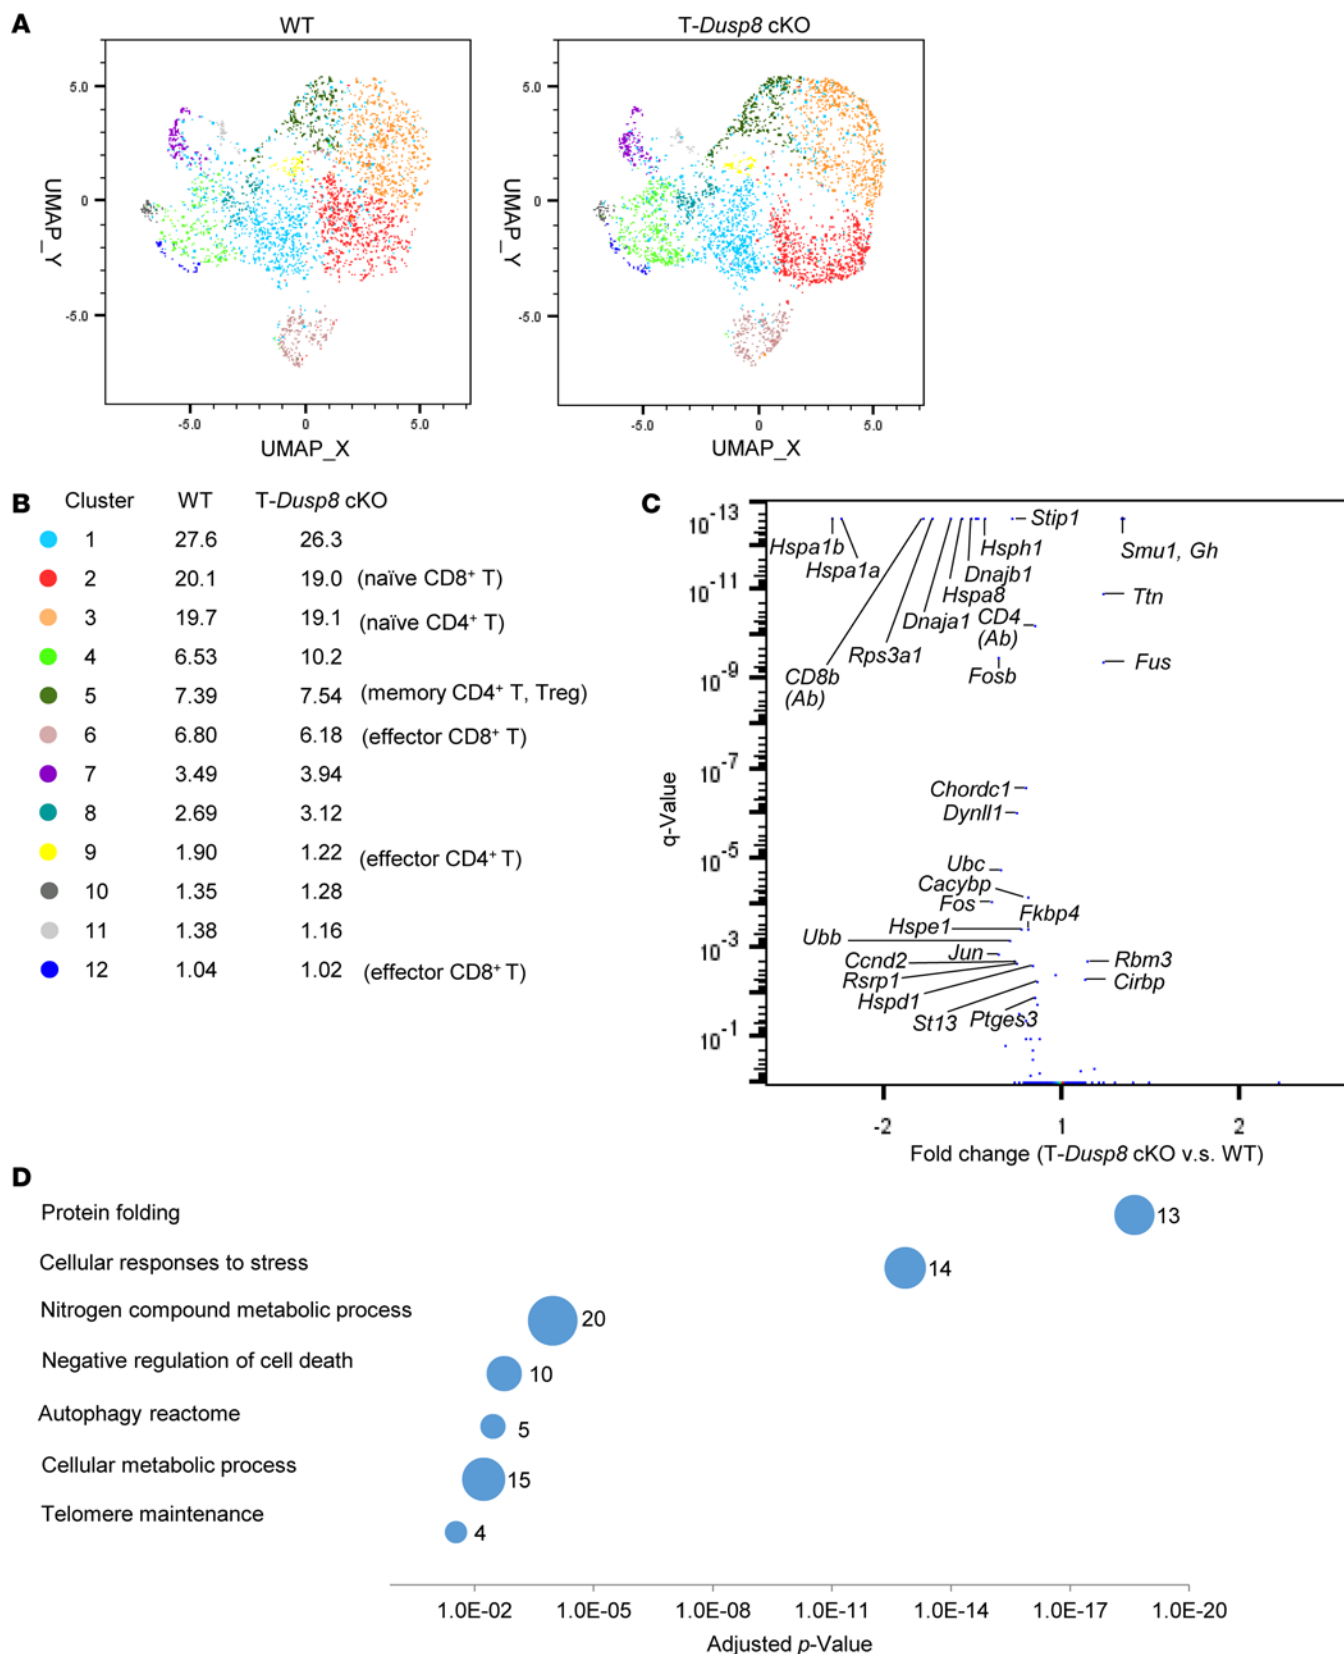 A
WT
T-Dusp8 cKO
5.0
0
-5.0
UMAP_Y
-5.0
0
5.0
UMAP_X
5.0
0
-5.0
UMAP_Y
-5.0
0
5.0
UMAP_X
B
Cluster WT T-Dusp8 cKO
1 27.6 26.3
2 20.1 19.0 (naïve CD8⁺ T)
3 19.7 19.1 (naïve CD4⁺ T)
4 6.53 10.2
5 7.39 7.54 (memory CD4⁺ T, Treg)
6 6.80 6.18 (effector CD8⁺ T)
7 3.49 3.94
8 2.69 3.12
9 1.90 1.22 (effector CD4⁺ T)
10 1.35 1.28
11 1.38 1.16
12 1.04 1.02 (effector CD8⁺ T)
C
10⁻¹³
10⁻¹¹
10⁻⁹
10⁻⁷
10⁻⁵
10⁻³
10⁻¹
q-Value
Stip1
Hspa1b
Hspa1a
Hsph1
Smu1, Gh
Dnajb1
Hspa8
Ttn
Dnaja1
CD4
(Ab)
Rps3a1
Fus
CD8b
(Ab)
Fosb
Chordc1
Dynll1
Ubc
Cacybp
Fos
Fkbp4
Hspe1
Ubb
Jun
Ccnd2
Rbm3
Rsrp1
Cirbp
Hspd1
St13
Ptges3
-2
1
2
Fold change (T-Dusp8 cKO v.s. WT)
D
Protein folding 13
Cellular responses to stress 14
Nitrogen compound metabolic process 20
Negative regulation of cell death 10
Autophagy reactome 5
Cellular metabolic process 15
Telomere maintenance 4
1.0E-02 1.0E-05 1.0E-08 1.0E-11 1.0E-14 1.0E-17 1.0E-20
Adjusted p-Value